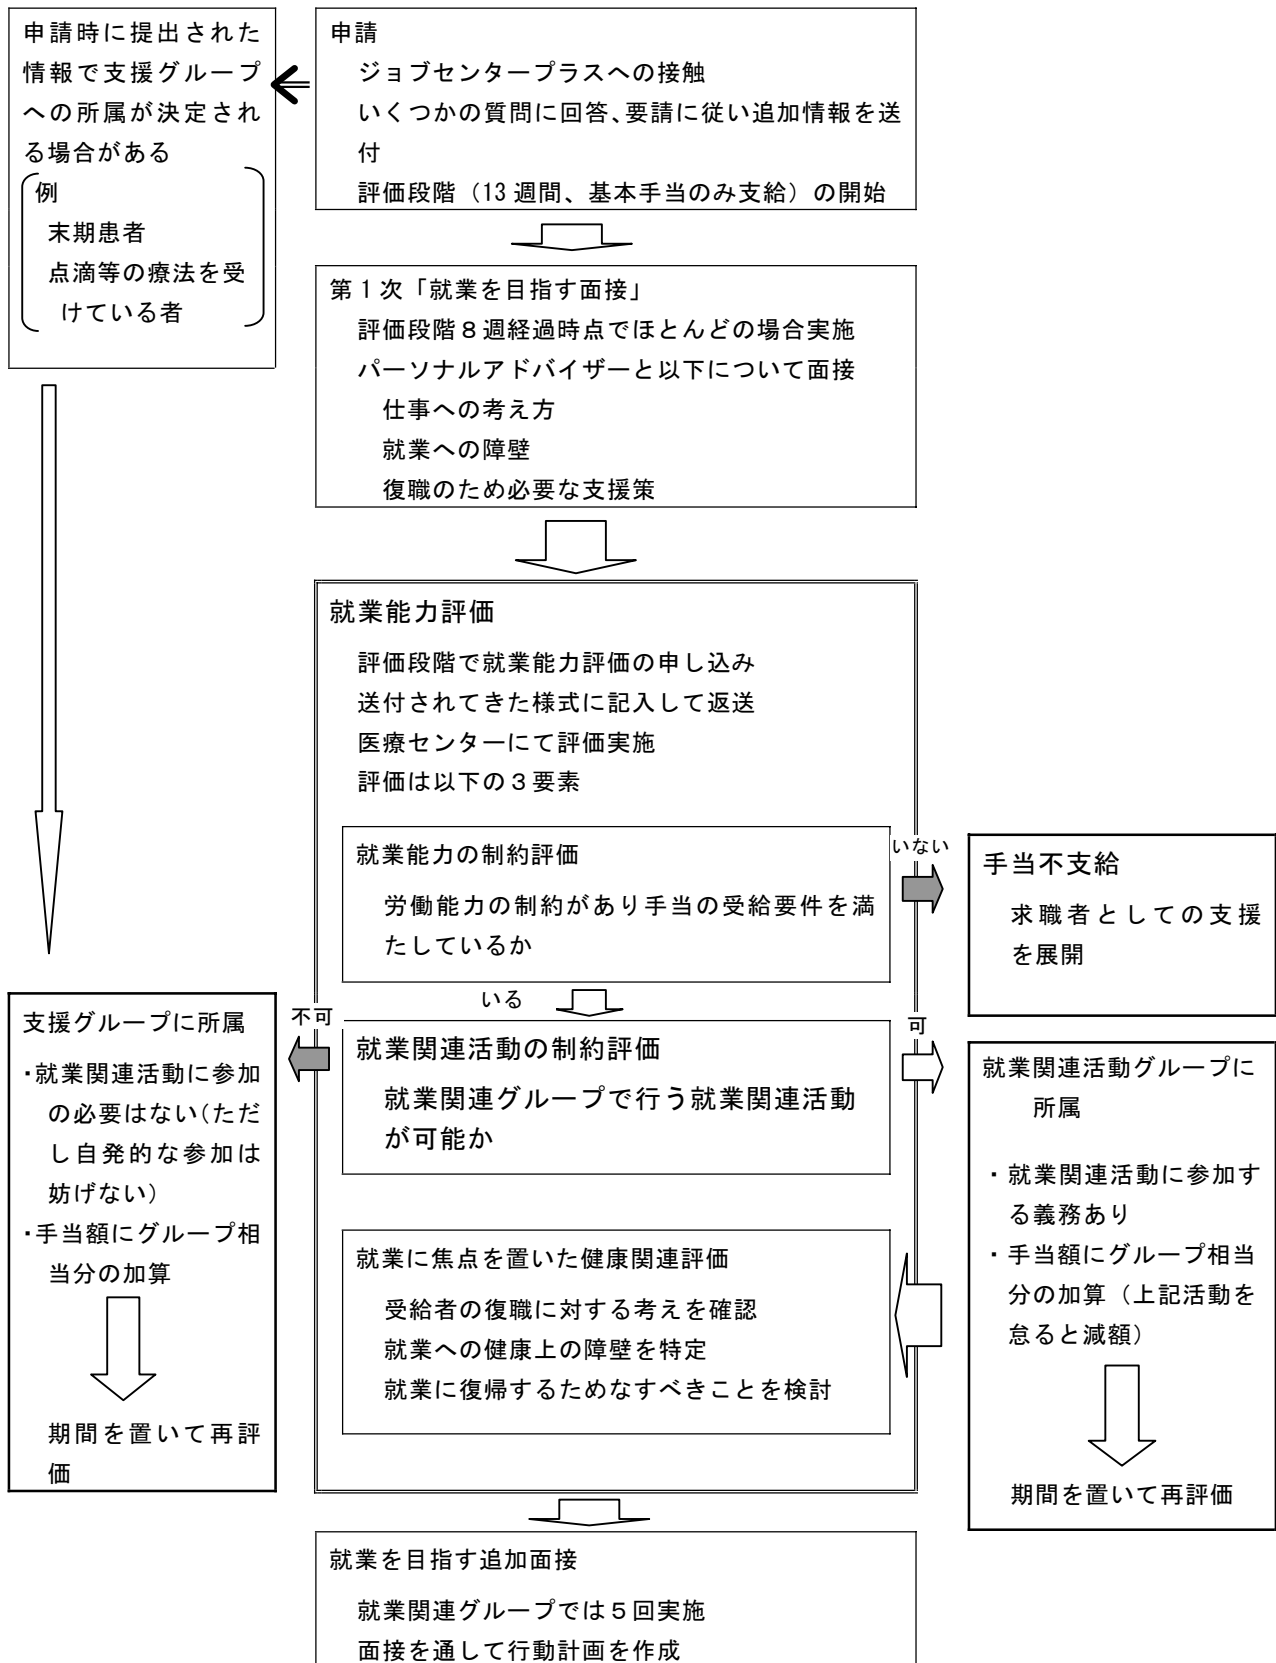 申請時に提出された
情報で支援グループ
への所属が決定され
る場合がある
例
末期患者
点滴等の療法を受
けている者
申請
ジョブセンタープラスへの接触
いくつかの質問に回答、要請に従い追加情報を送
付
評価段階（13週間、基本手当のみ支給）の開始
第１次「就業を目指す面接」
評価段階８週経過時点でほとんどの場合実施
パーソナルアドバイザーと以下について面接
仕事への考え方
就業への障壁
復職のため必要な支援策
就業能力評価
評価段階で就業能力評価の申し込み
送付されてきた様式に記入して返送
医療センターにて評価実施
評価は以下の３要素
就業能力の制約評価
労働能力の制約があり手当の受給要件を満
たしているか
いない
手当不支給
求職者としての支援
を展開
いる
不可
可
就業関連活動の制約評価
就業関連グループで行う就業関連活動
が可能か
支援グループに所属
・就業関連活動に参加
の必要はない（ただ
し自発的な参加は
妨げない）
・手当額にグループ相
当分の加算
期間を置いて再評
価
就業関連活動グループに
所属
・就業関連活動に参加す
る義務あり
・手当額にグループ相当
分の加算（上記活動を
怠ると減額）
期間を置いて再評価
就業に焦点を置いた健康関連評価
受給者の復職に対する考えを確認
就業への健康上の障壁を特定
就業に復帰するためなすべきことを検討
就業を目指す追加面接
就業関連グループでは５回実施
面接を通して行動計画を作成